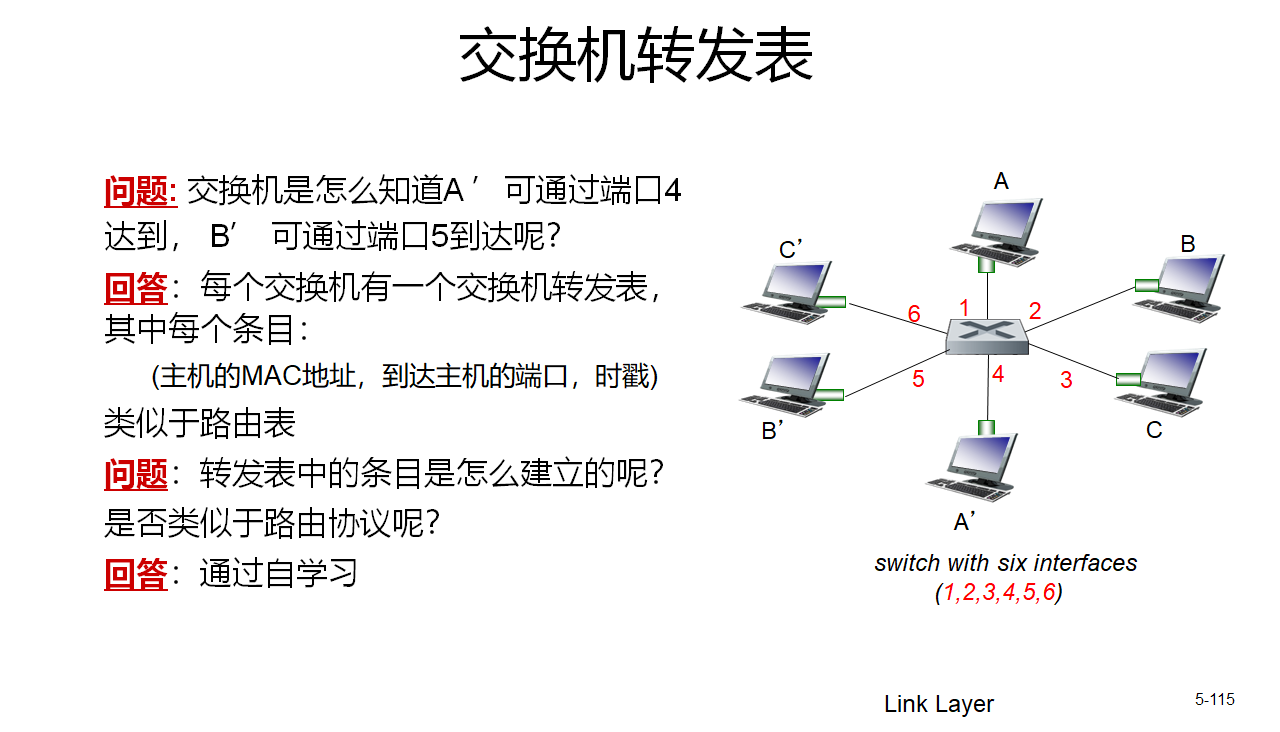 交换机转发表
问题: 交换机是怎么知道A ’ 可通过端口4
达到， B’ 可通过端口5到达呢？
回答：每个交换机有一个交换机转发表，
其中每个条目：
(主机的MAC地址，到达主机的端口，时戳)
类似于路由表
问题：转发表中的条目是怎么建立的呢？
是否类似于路由协议呢？
回答：通过自学习
A
B
C’
6
1
2
5
4
3
B’
C
A’
switch with six interfaces
(1,2,3,4,5,6)
Link Layer
5-115